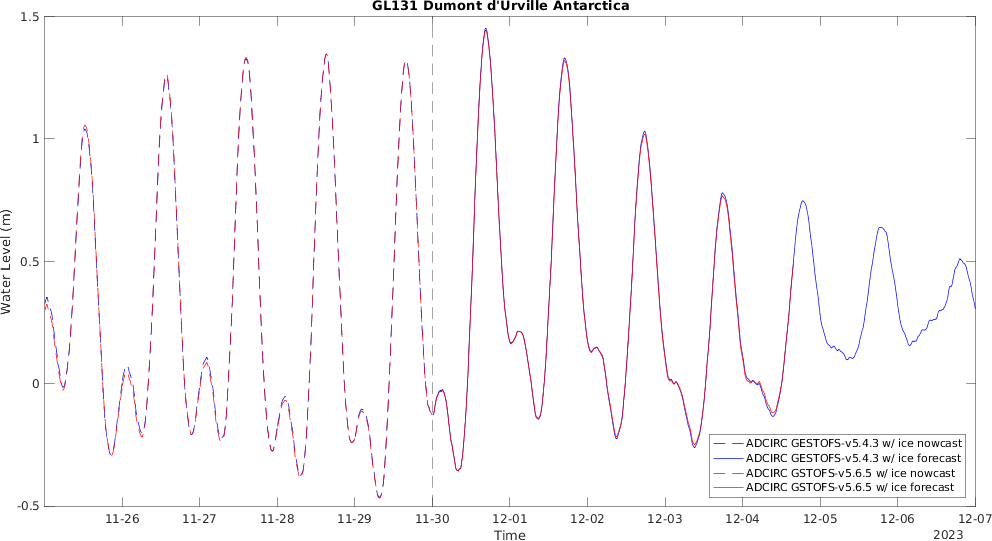 GL131 Dumont d'Urville Antarctica
1.5
1
0.5
0
-0.5
Water Level (m)
11-26 11-27 11-28 11-29 11-30 12-01 12-02 12-03 12-04 12-05 12-06 12-07
Time
2023
ADCIRC GESTOFS-v5.4.3 w/ ice nowcast
ADCIRC GESTOFS-v5.4.3 w/ ice forecast
ADCIRC GSTOFS-v5.6.5 w/ ice nowcast
ADCIRC GSTOFS-v5.6.5 w/ ice forecast